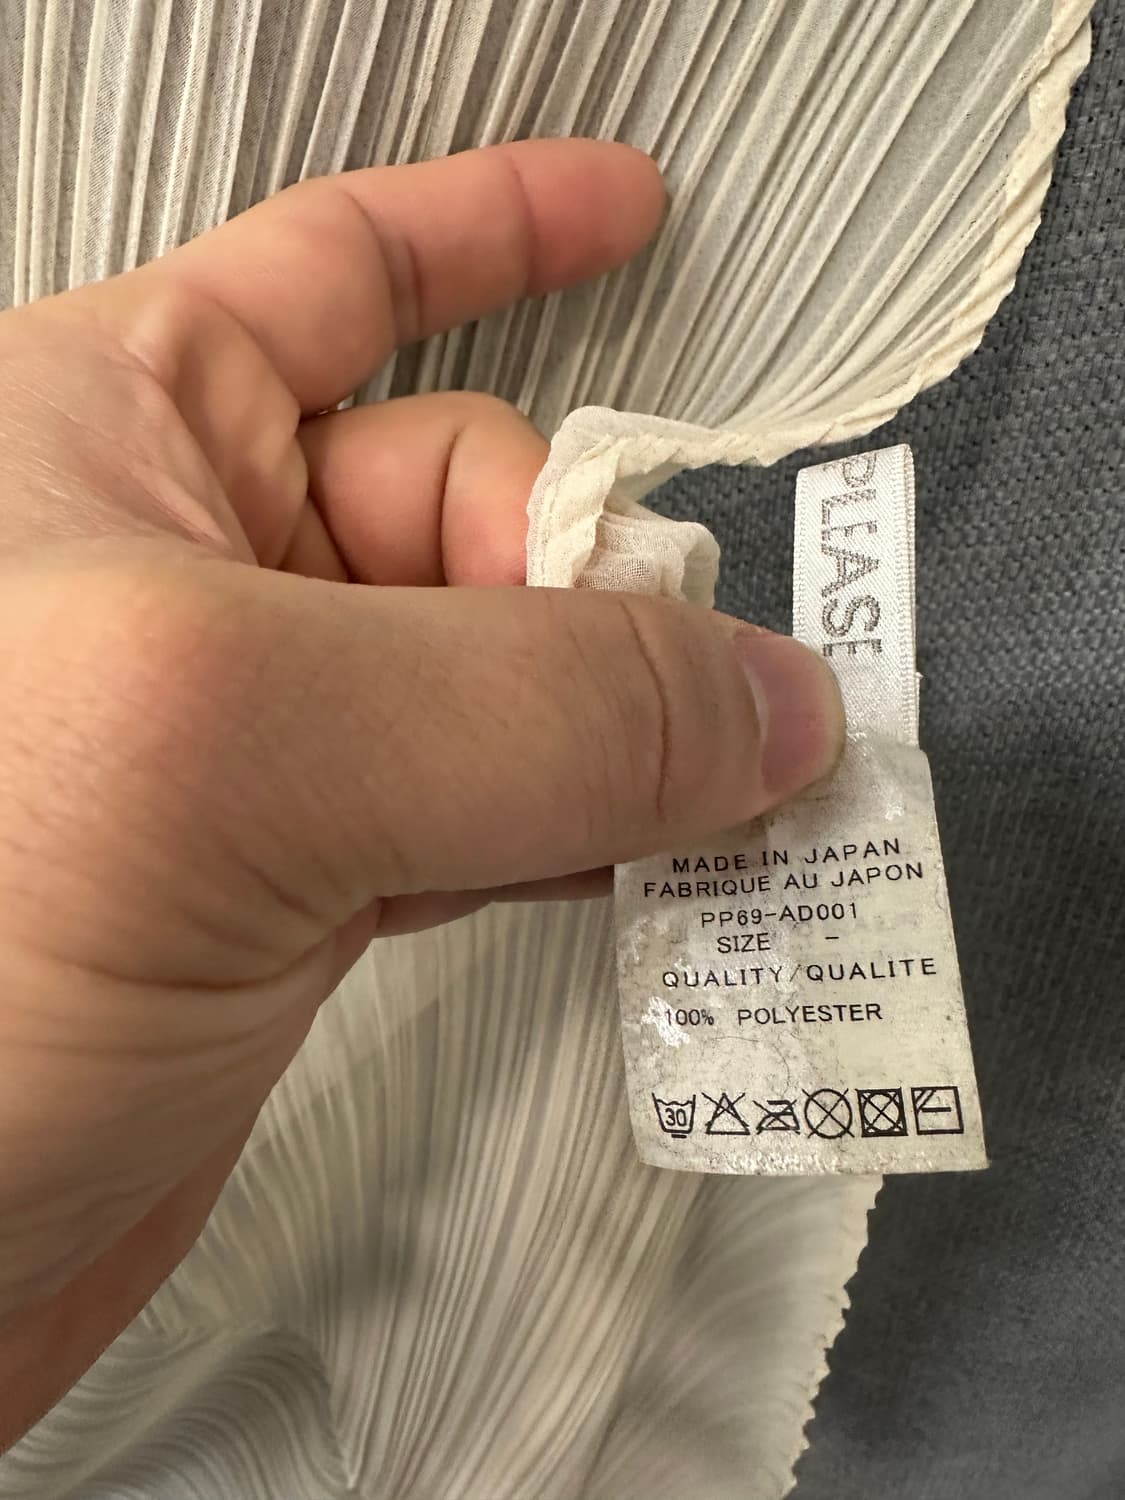 PLEASE
MADE IN JAPAN
FABRIQUE AU JAPON
PP69-AD001
SIZE -
QUALITY/QUALITE
100% POLYESTER
30